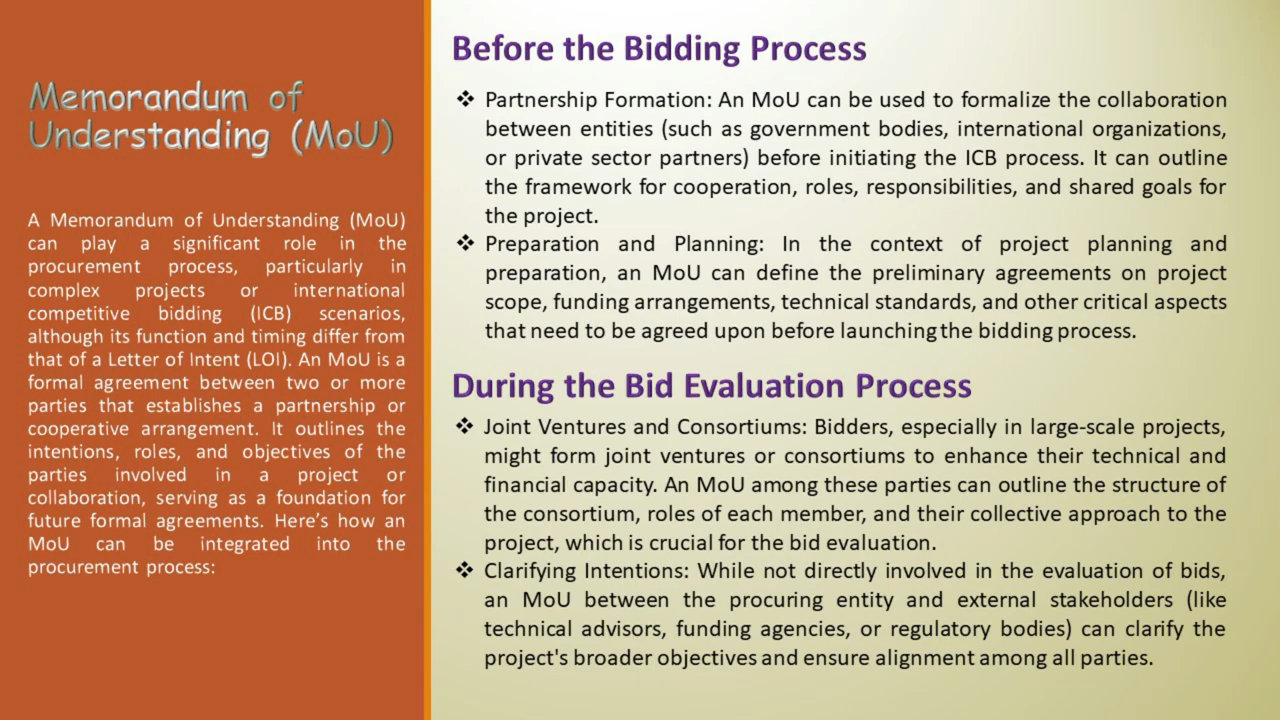 Memorandum of
Understanding (MoU)
A Memorandum of Understanding (MoU)
can play a significant role in the
procurement process, particularly in
complex projects or international
competitive bidding (ICB) scenarios,
although its function and timing differ from
that of a Letter of Intent (LOI). An MoU is a
formal agreement between two or more
parties that establishes a partnership or
cooperative arrangement. It outlines the
intentions, roles, and objectives of the
parties involved in a project or
collaboration, serving as a foundation for
future formal agreements. Here’s how an
MoU can be integrated into the
procurement process:
Before the Bidding Process
❖ Partnership Formation: An MoU can be used to formalize the collaboration
between entities (such as government bodies, international organizations,
or private sector partners) before initiating the ICB process. It can outline
the framework for cooperation, roles, responsibilities, and shared goals for
the project.
❖ Preparation and Planning: In the context of project planning and
preparation, an MoU can define the preliminary agreements on project
scope, funding arrangements, technical standards, and other critical aspects
that need to be agreed upon before launching the bidding process.
During the Bid Evaluation Process
❖ Joint Ventures and Consortiums: Bidders, especially in large-scale projects,
might form joint ventures or consortiums to enhance their technical and
financial capacity. An MoU among these parties can outline the structure of
the consortium, roles of each member, and their collective approach to the
project, which is crucial for the bid evaluation.
❖ Clarifying Intentions: While not directly involved in the evaluation of bids,
an MoU between the procuring entity and external stakeholders (like
technical advisors, funding agencies, or regulatory bodies) can clarify the
project's broader objectives and ensure alignment among all parties.